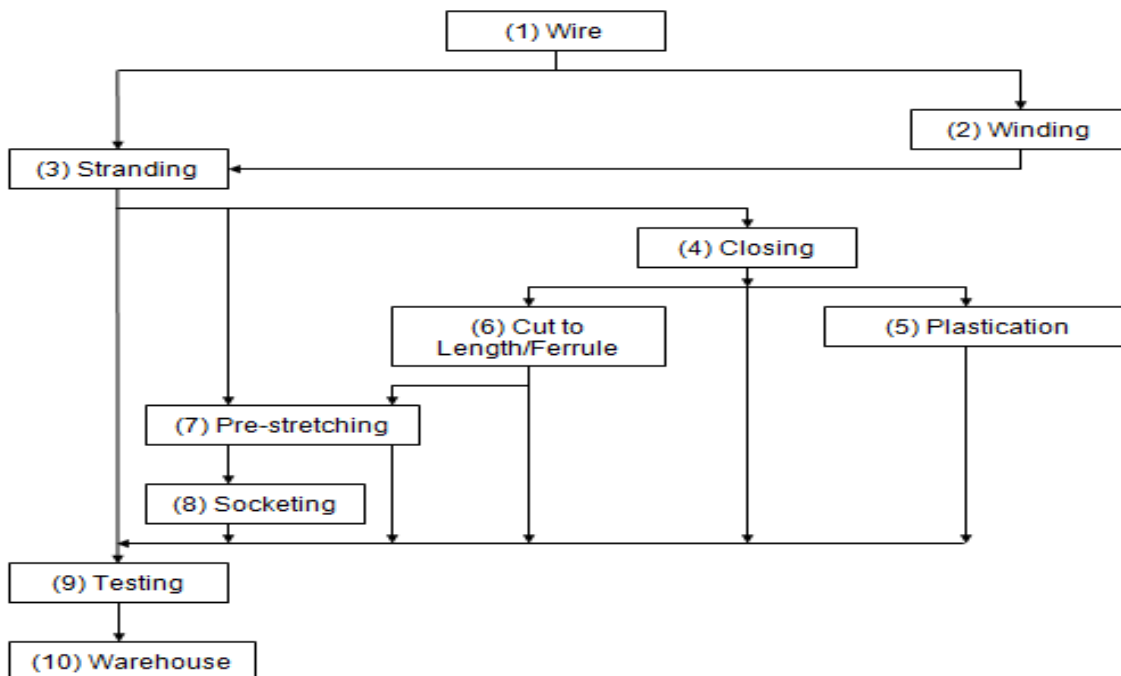 (1) Wire
(2) Winding
(3) Stranding
(4) Closing
(6) Cut to
Length/Ferrule
(5) Plastication
(7) Pre-stretching
(8) Socketing
(9) Testing
(10) Warehouse